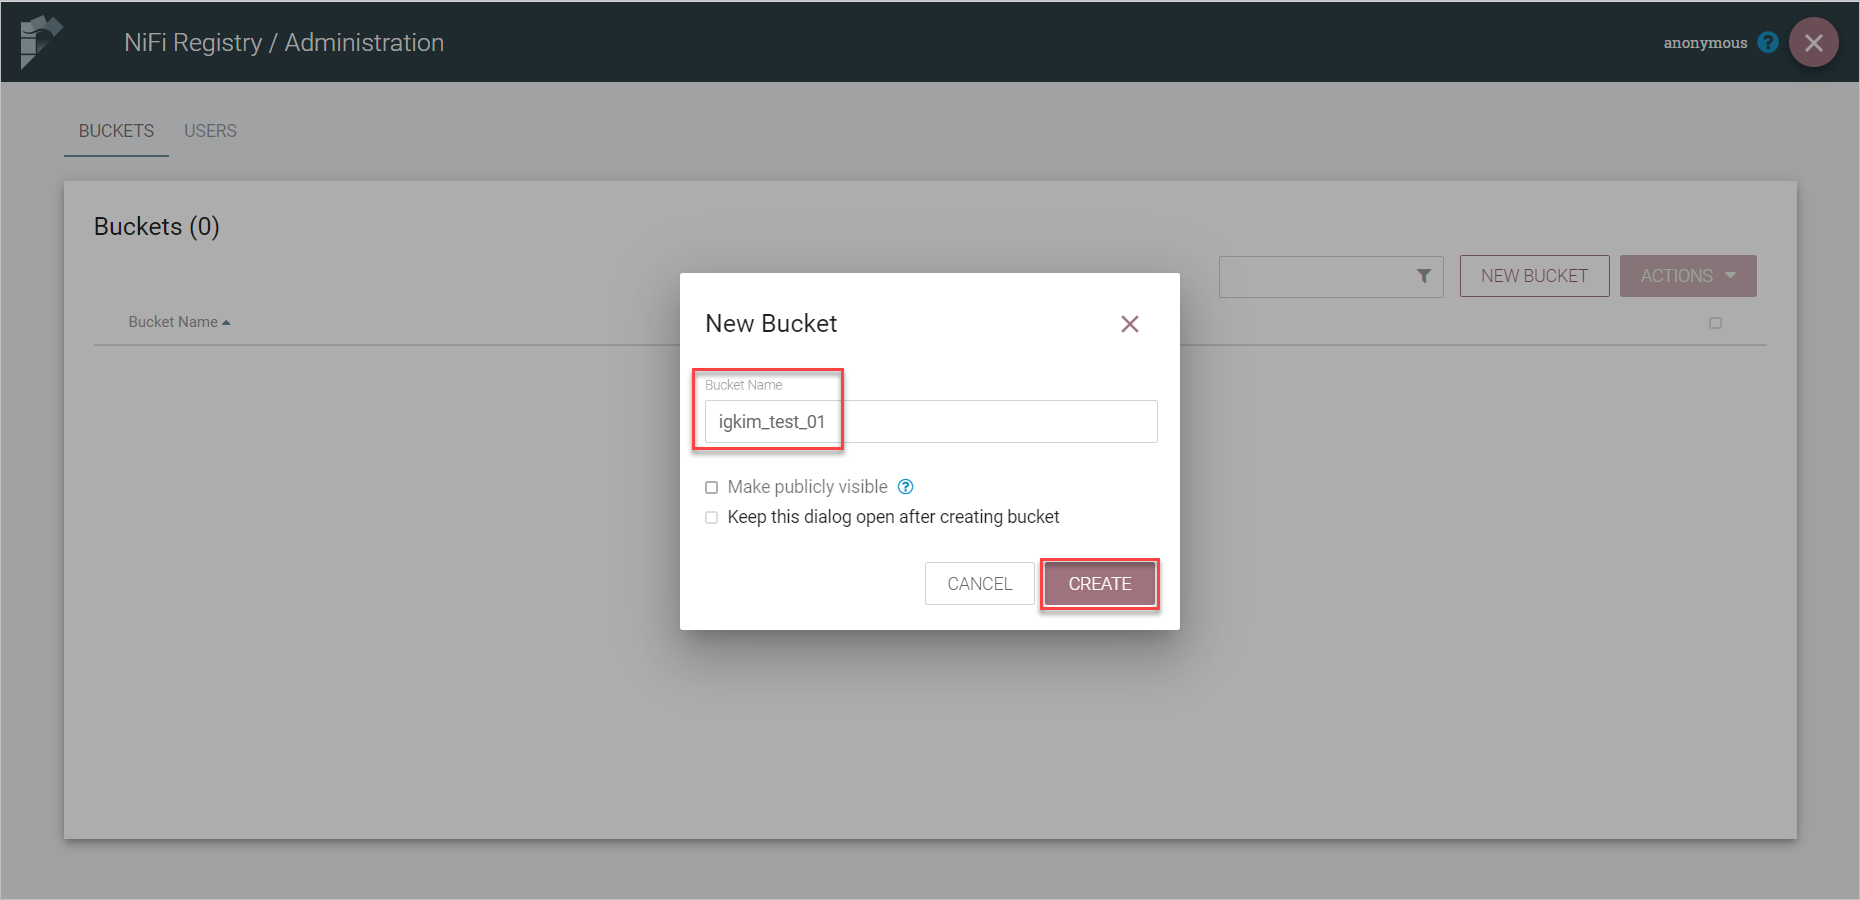 NiFi Registry / Administration
anonymous
BUCKETS USERS
Buckets (0)
NEW BUCKET ACTIONS
Bucket Name
New Bucket
Bucket Name
igkim_test_01
Make publicly visible
Keep this dialog open after creating bucket
CANCEL CREATE